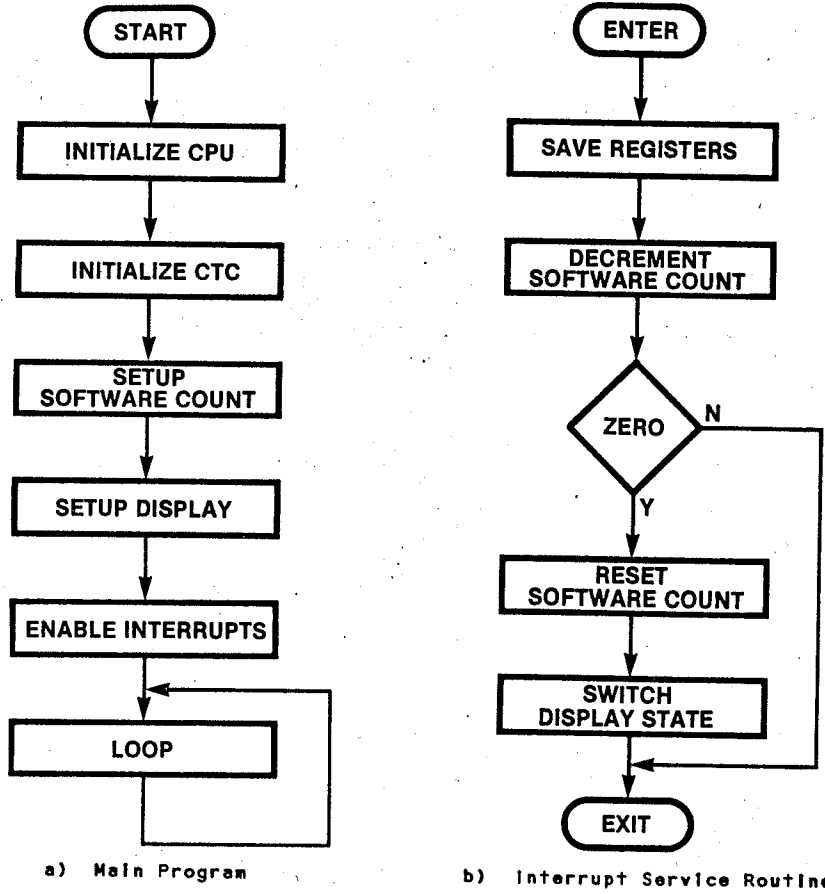 START
INITIALIZE CPU
INITIALIZE CTC
SETUP
SOFTWARE COUNT
SETUP DISPLAY
ENABLE INTERRUPTS
LOOP
a) Main Program
ENTER
SAVE REGISTERS
DECREMENT
SOFTWARE COUNT
ZERO
N
Y
RESET
SOFTWARE COUNT
SWITCH
DISPLAY STATE
EXIT
b) Interrupt Service Routine